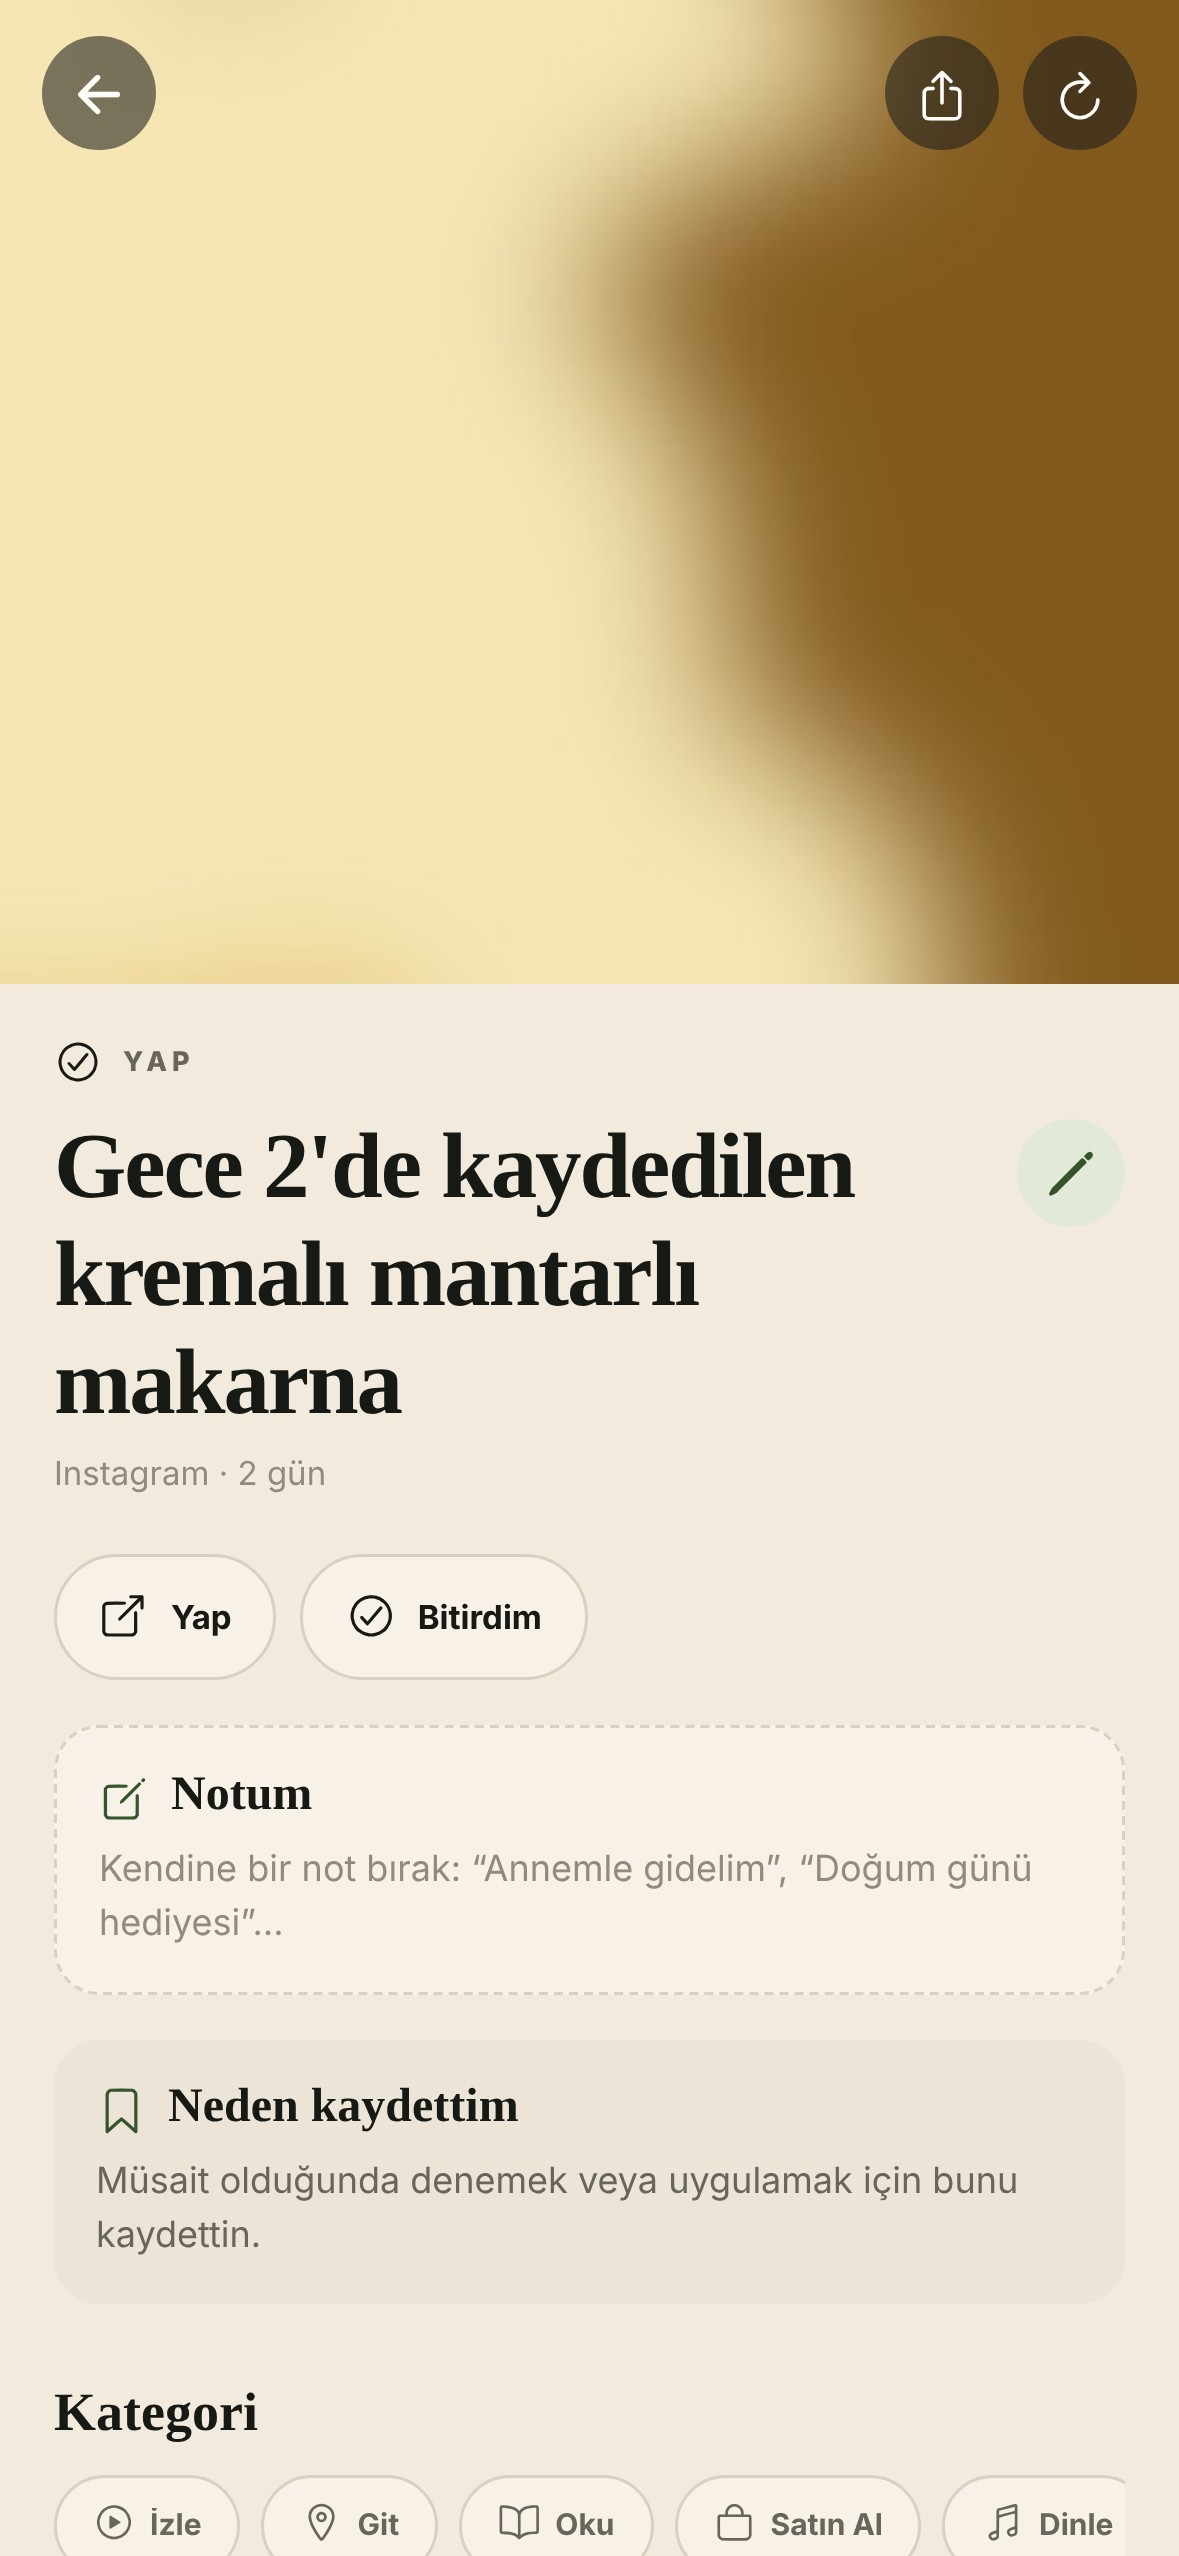 YAP
Gece 2'de kaydedilen
kremalı mantarlı
makarna
Instagram · 2 gün
Yap
Bitirdim
Notum
Kendine bir not bırak: “Annemle gidelim”, “Doğum günü
hediyesi”…
Neden kaydettim
Müsait olduğunda denemek veya uygulamak için bunu
kaydettin.
Kategori
İzle
Git
Oku
Satın Al
Dinle